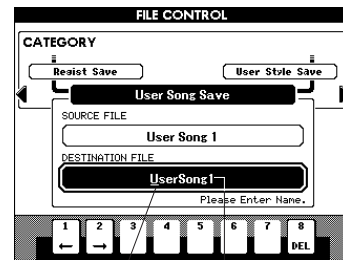 FILE CONTROL
CATEGORY
Regist Save
User Style Save
User Song Save
SOURCE FILE
User Song 1
DESTINATION FILE
UserSong1
Please Enter Name.
1 2 3 4 5 6 7 8
← → DEL